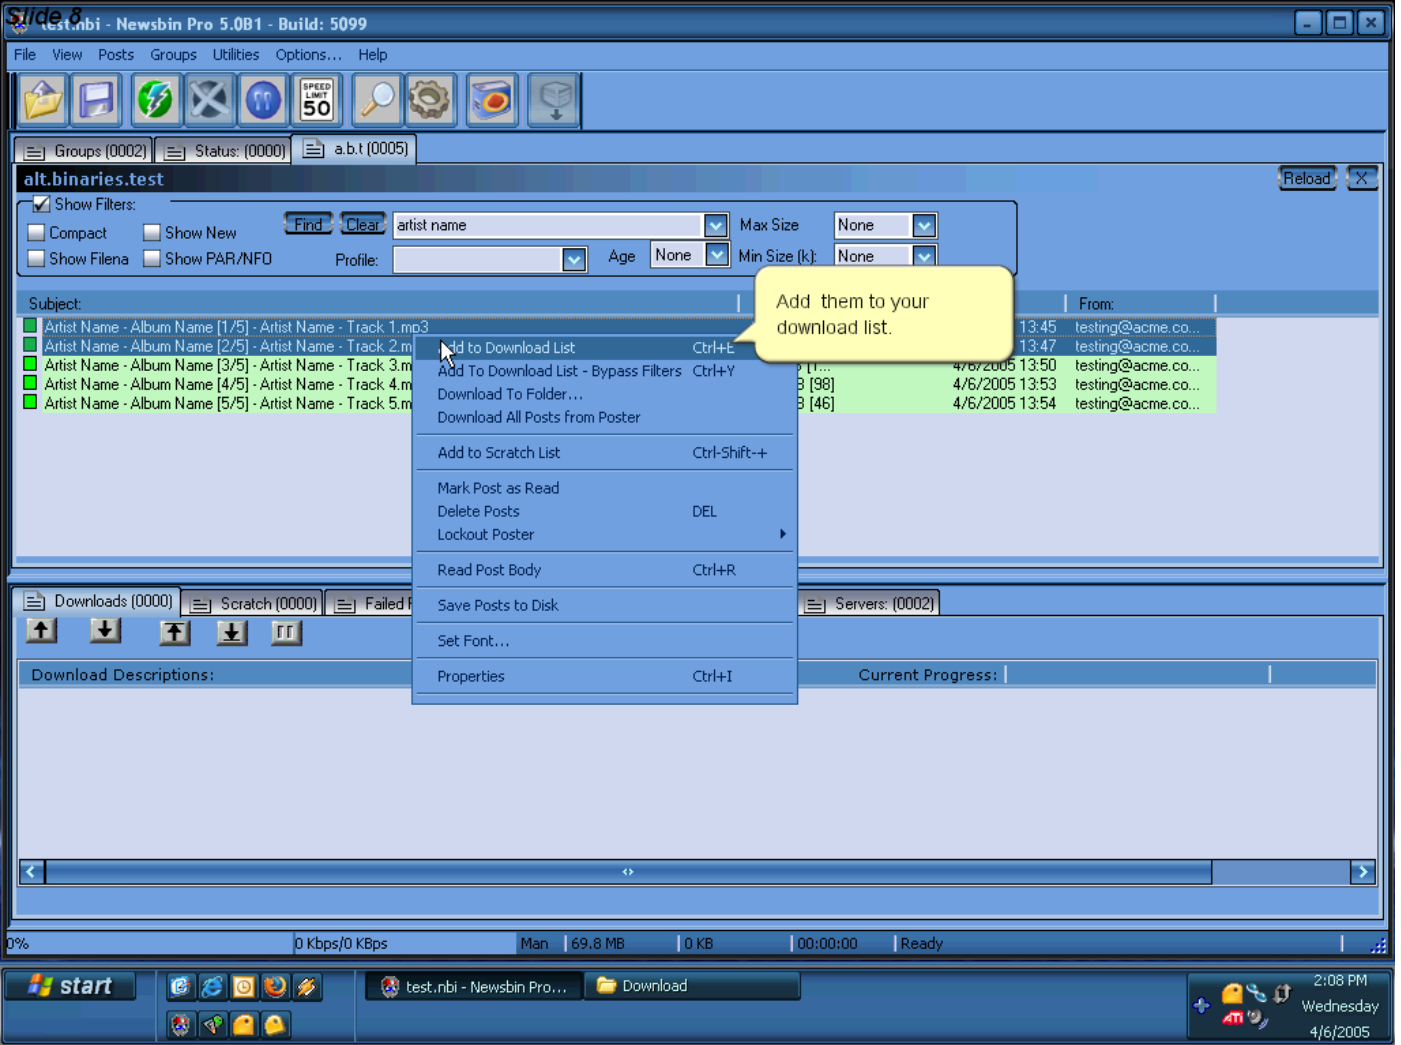 Slide 8
test.nbi - Newsbin Pro 5.0B1 - Build: 5099
File View Posts Groups Utilities Options... Help
SPEED LIMIT 50
Groups (0002) Status: (0000) a.b.t (0005)
alt.binaries.test Reload X
Show Filters:
Find Clear artist name Max Size None
Compact Show New
Show Filena Show PAR/NFO Profile: Age None Min Size (k): None
Add them to your
download list.
Subject: From:
Artist Name - Album Name [1/5] - Artist Name - Track 1.mp3 13:45 testing@acme.co...
Artist Name - Album Name [2/5] - Artist Name - Track 2.m 13:47 testing@acme.co...
Artist Name - Album Name [3/5] - Artist Name - Track 3.m [1... 4/6/2005 13:50 testing@acme.co...
Artist Name - Album Name [4/5] - Artist Name - Track 4.m [98] 4/6/2005 13:53 testing@acme.co...
Artist Name - Album Name [5/5] - Artist Name - Track 5.m [46] 4/6/2005 13:54 testing@acme.co...
Add to Download List Ctrl+E
Add To Download List - Bypass Filters Ctrl+Y
Download To Folder...
Download All Posts from Poster
Add to Scratch List Ctrl-Shift-+
Mark Post as Read
Delete Posts DEL
Lockout Poster
Read Post Body Ctrl+R
Save Posts to Disk
Set Font...
Properties Ctrl+I
Downloads (0000) Scratch (0000) Failed Servers: (0002)
Download Descriptions: Current Progress:
0% 0 Kbps/0 KBps Man 69.8 MB 0 KB 00:00:00 Ready
start test.nbi - Newsbin Pro... Download 2:08 PM
Wednesday
ATI
4/6/2005